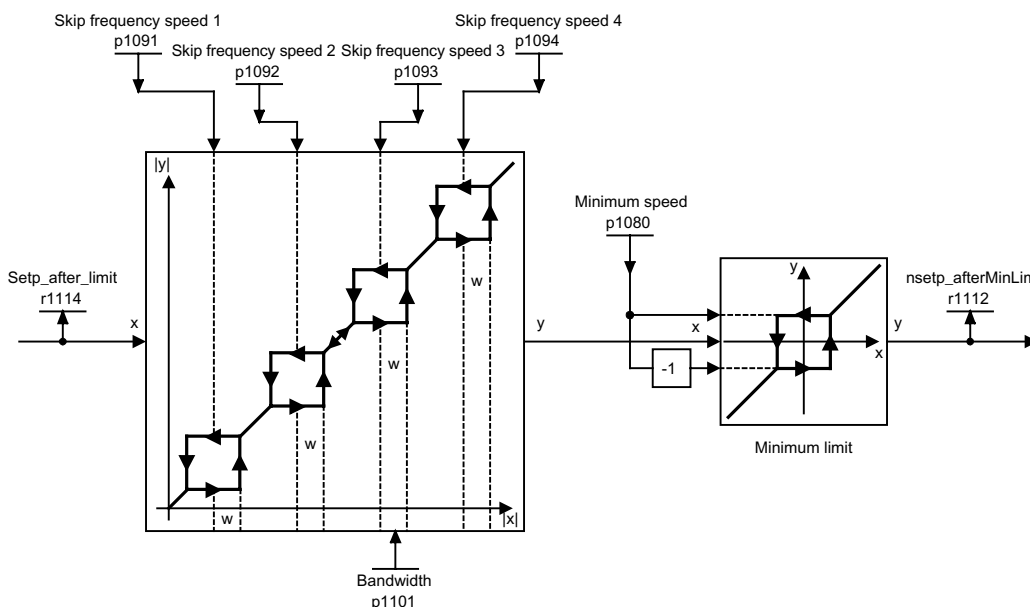 Skip frequency speed 1
p1091
Skip frequency speed 2
p1092
Skip frequency speed 3
p1093
Skip frequency speed 4
p1094
|y|
Setp_after_limit
r1114
x
w
w
w
w
|x|
Bandwidth
p1101
y
Minimum speed
p1080
x
-1
y
x
Minimum limit
y
nsetp_afterMinLim
r1112